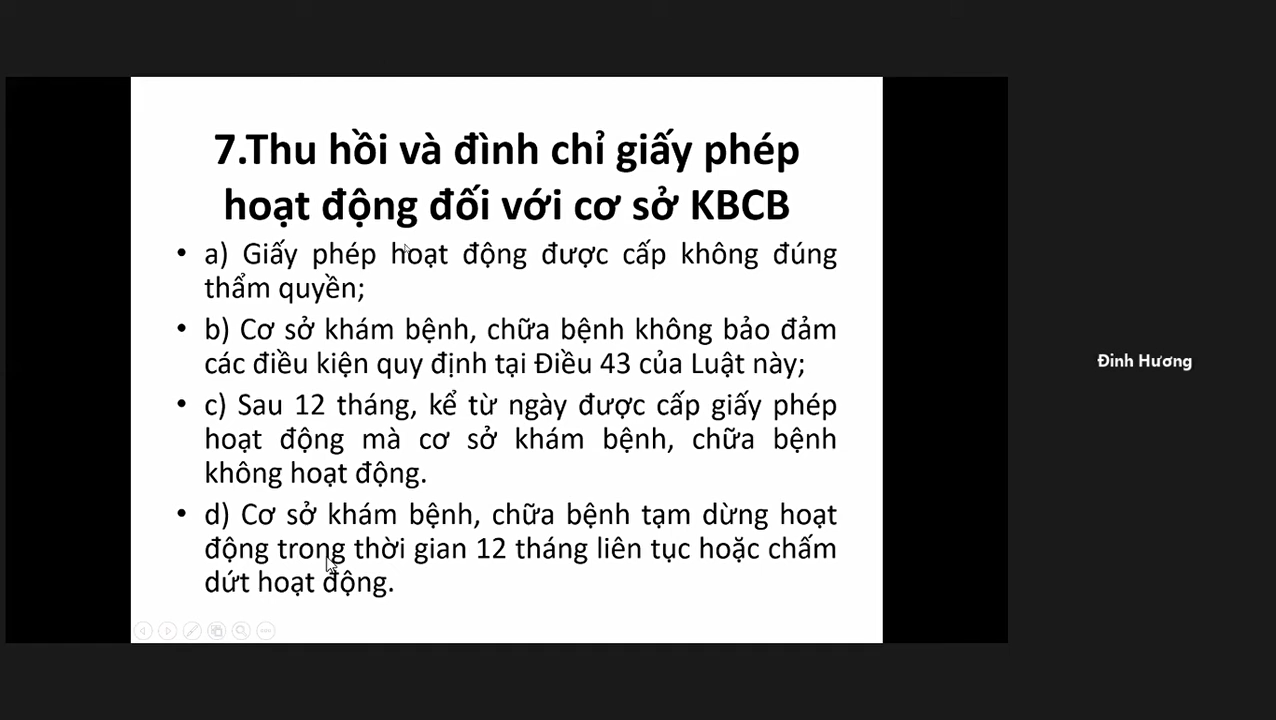 7.Thu hồi và đình chỉ giấy phép
hoạt động đối với cơ sở KBCB
• a) Giấy phép hoạt động được cấp không đúng
thẩm quyền;
• b) Cơ sở khám bệnh, chữa bệnh không bảo đảm
các điều kiện quy định tại Điều 43 của Luật này;
• c) Sau 12 tháng, kể từ ngày được cấp giấy phép
hoạt động mà cơ sở khám bệnh, chữa bệnh
không hoạt động.
• d) Cơ sở khám bệnh, chữa bệnh tạm dừng hoạt
động trong thời gian 12 tháng liên tục hoặc chấm
dứt hoạt động.
Đinh Hương